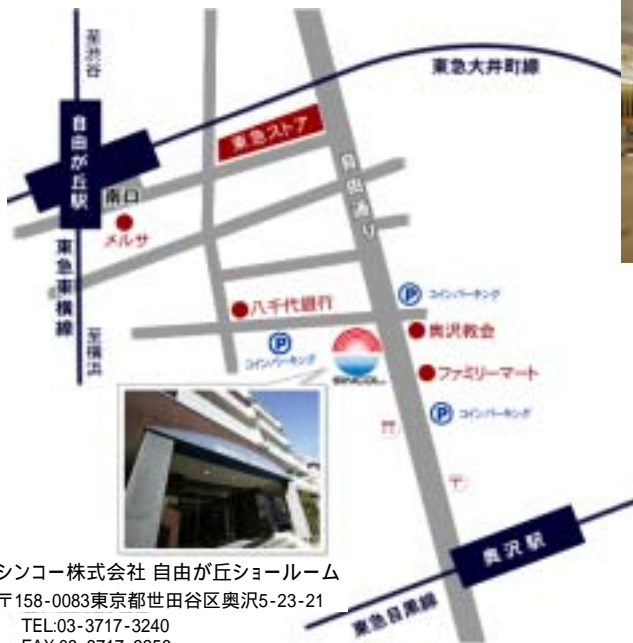 至渋谷
東急大井町線
自由が丘駅
東急ストア
自由通り
南口
メルサ
東急東横線
至横浜
八千代銀行
コインパーキング
奥沢教会
コインパーキング
SINCOL
ファミリーマート
コインパーキング
〒
奥沢駅
東急目黒線
シンコー株式会社 自由が丘ショールーム
〒158-0083東京都世田谷区奥沢5-23-21
TEL:03-3717-3240